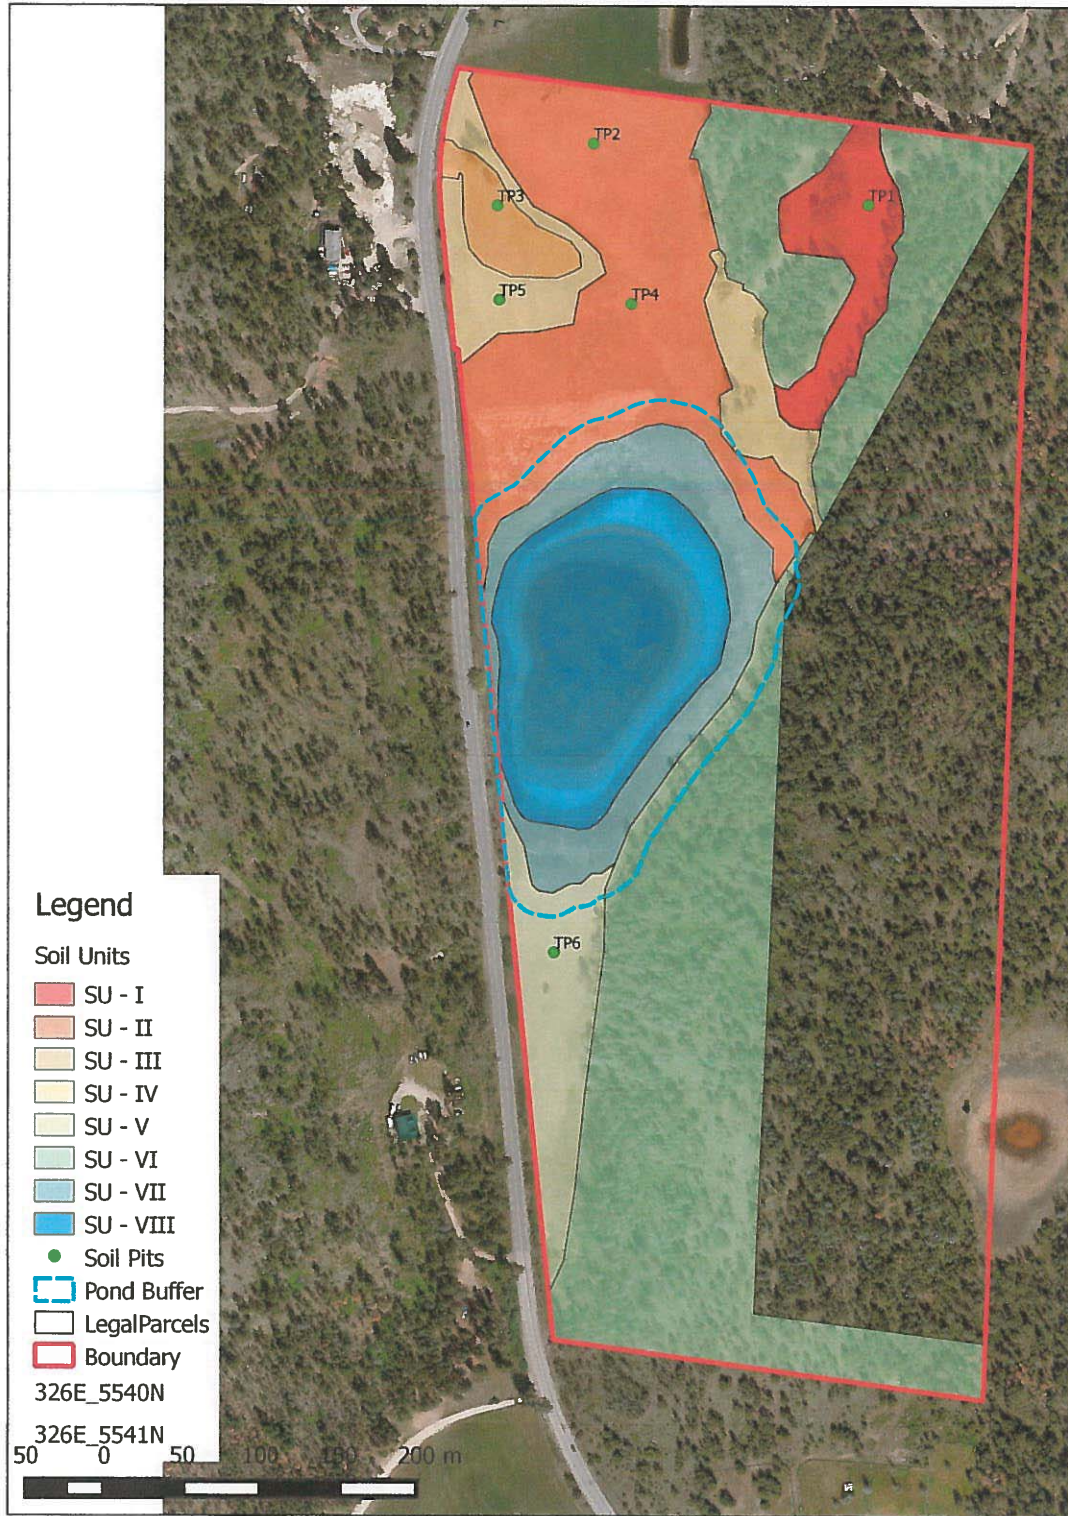 TP2
TP3
TP1
TP5
TP4
TP6
Legend
Soil Units
SU - I
SU - II
SU - III
SU - IV
SU - V
SU - VI
SU - VII
SU - VIII
Soil Pits
Pond Buffer
LegalParcels
Boundary
326E_5540N
326E_5541N
50 0 50 100 150 200 m